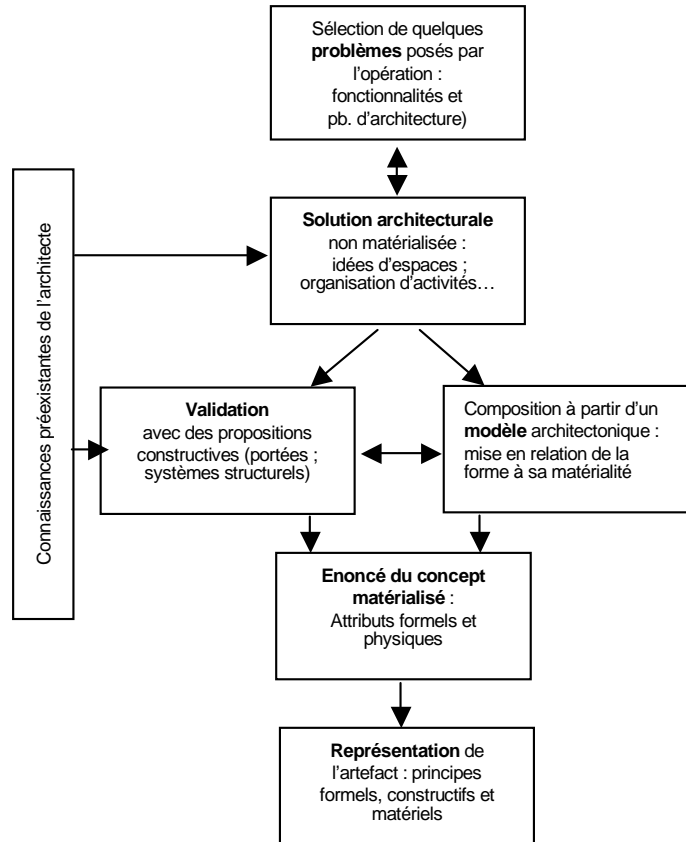 Sélection de quelques
problèmes posés par
l’opération :
fonctionnalités et
pb. d’architecture)
Connaissances préexistantes de l’architecte
Solution architecturale
non matérialisée :
idées d’espaces ;
organisation d’activités…
Validation
avec des propositions
constructives (portées ;
systèmes structurels)
Composition à partir d’un
modèle architectonique :
mise en relation de la
forme à sa matérialité
Enoncé du concept
matérialisé :
Attributs formels et
physiques
Représentation de
l’artefact : principes
formels, constructifs et
matériels